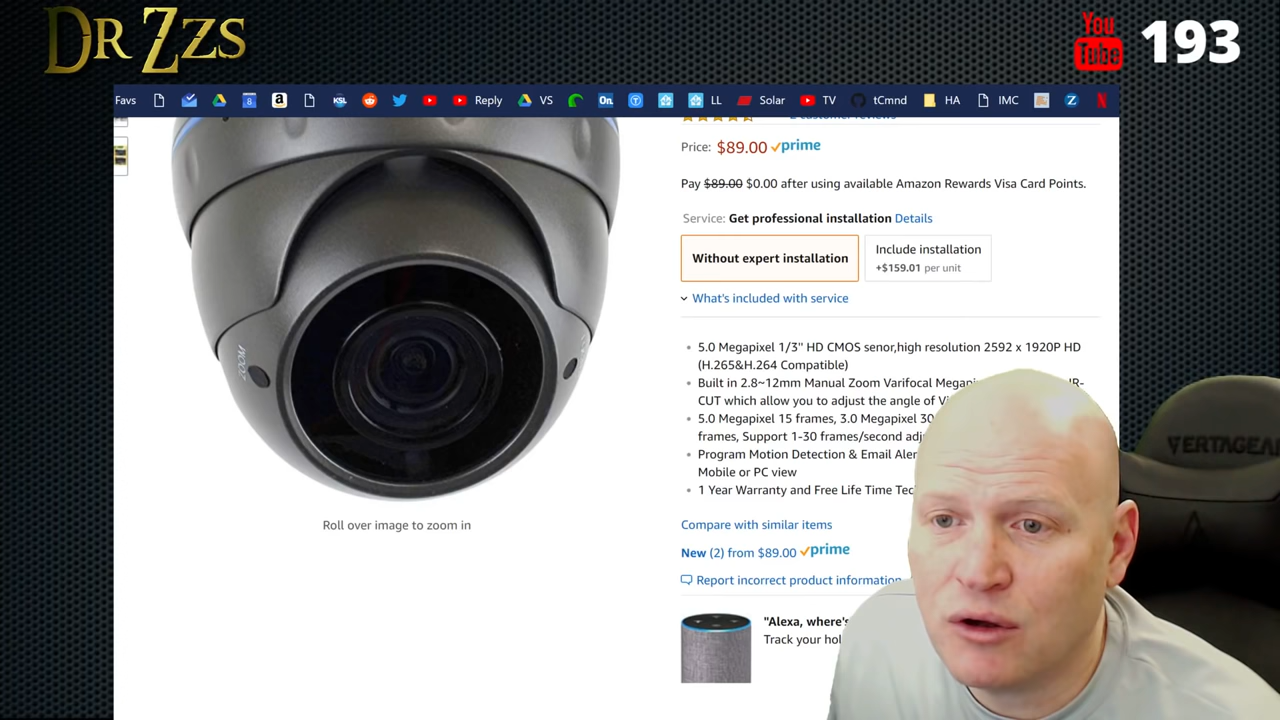 DR ZZS
You
Tube
193
Favs
8
a
KSL
Reply
VS
On.
LL
Solar
TV
tCmnd
HA
IMC
Z
N
2 customer reviews
Price: $89.00 prime
Pay $89.00 $0.00 after using available Amazon Rewards Visa Card Points.
Service: Get professional installation Details
Without expert installation
Include installation
+$159.01 per unit
What's included with service
5.0 Megapixel 1/3'' HD CMOS senor,high resolution 2592 x 1920P HD
(H.265&H.264 Compatible)
Built in 2.8~12mm Manual Zoom Varifocal IR-
CUT which allow you to adjust the angle of
5.0 Megapixel 15 frames, 3.0 Megapixel 30
frames, Support 1-30 frames/second
Program Motion Detection & Email
Mobile or PC view
1 Year Warranty and Free Life Time
ZOOM
Roll over image to zoom in
Compare with similar items
New (2) from $89.00 prime
Report incorrect product information
"Alexa, where's
Track your
VERTAGEAR